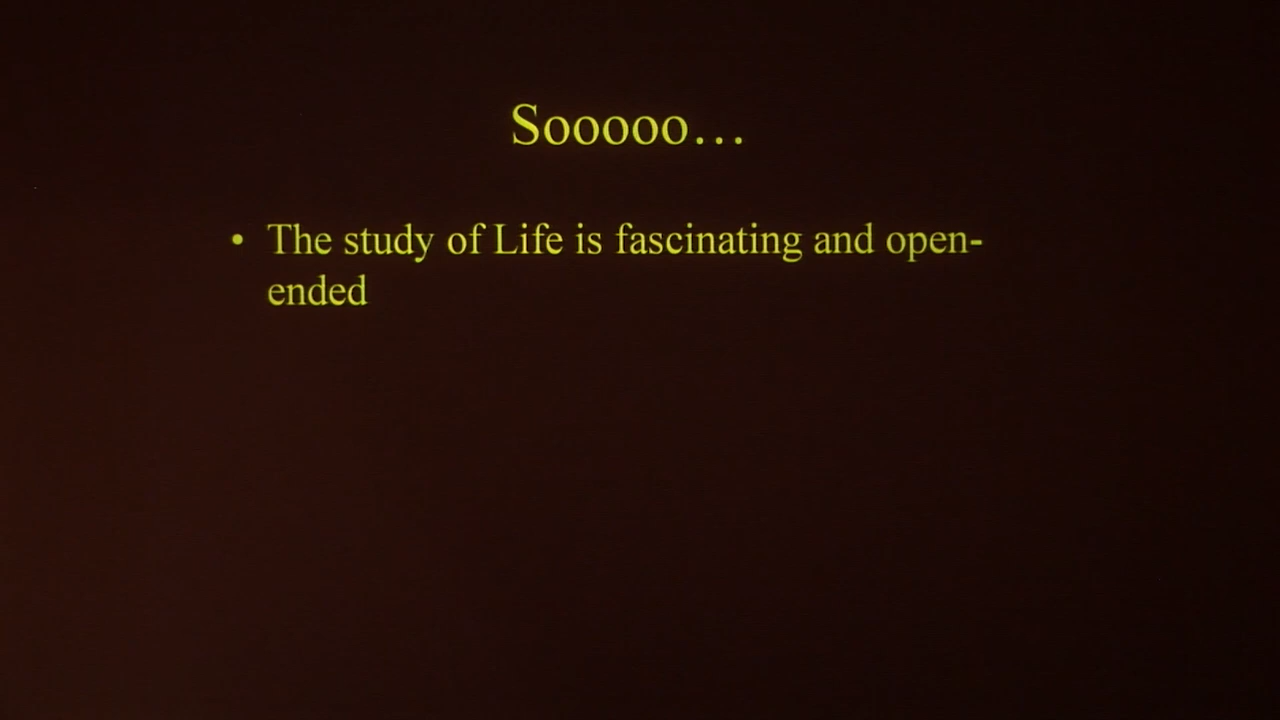 Sooooo…
• The study of Life is fascinating and open-
ended